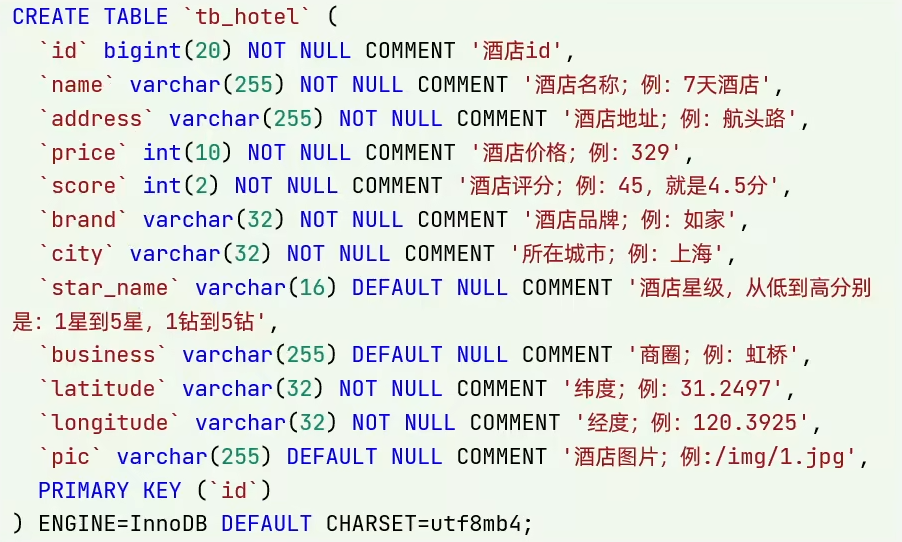 CREATE TABLE `tb_hotel` (
  `id` bigint(20) NOT NULL COMMENT '酒店id',
  `name` varchar(255) NOT NULL COMMENT '酒店名称；例：7天酒店',
  `address` varchar(255) NOT NULL COMMENT '酒店地址；例：航头路',
  `price` int(10) NOT NULL COMMENT '酒店价格；例：329',
  `score` int(2) NOT NULL COMMENT '酒店评分；例：45，就是4.5分',
  `brand` varchar(32) NOT NULL COMMENT '酒店品牌；例：如家',
  `city` varchar(32) NOT NULL COMMENT '所在城市；例：上海',
  `star_name` varchar(16) DEFAULT NULL COMMENT '酒店星级，从低到高分别
是：1星到5星，1钻到5钻',
  `business` varchar(255) DEFAULT NULL COMMENT '商圈；例：虹桥',
  `latitude` varchar(32) NOT NULL COMMENT '纬度；例：31.2497',
  `longitude` varchar(32) NOT NULL COMMENT '经度；例：120.3925',
  `pic` varchar(255) DEFAULT NULL COMMENT '酒店图片；例:/img/1.jpg',
  PRIMARY KEY (`id`)
) ENGINE=InnoDB DEFAULT CHARSET=utf8mb4;